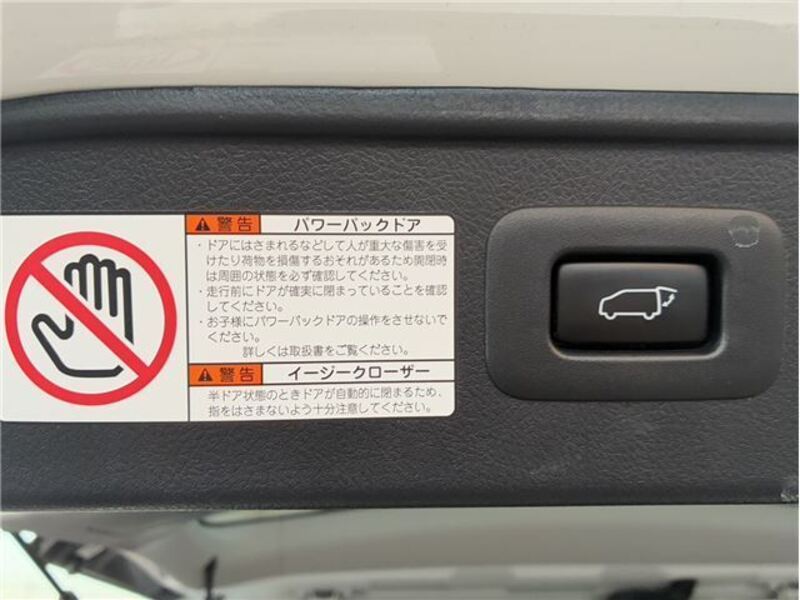 警告 パワーバックドア
・ドアにはさまれるなどして人が重大な傷害を受
けたり荷物を損傷するおそれがあるため開閉時
は周囲の状態を必ず確認してください。
・走行前にドアが確実に閉まっていることを確認
してください。
・お子様にパワーバックドアの操作をさせないで
ください。
詳しくは取扱書をご覧ください。
警告 イージークローザー
半ドア状態のときドアが自動的に閉まるため、
指をはさまないよう十分注意してください。